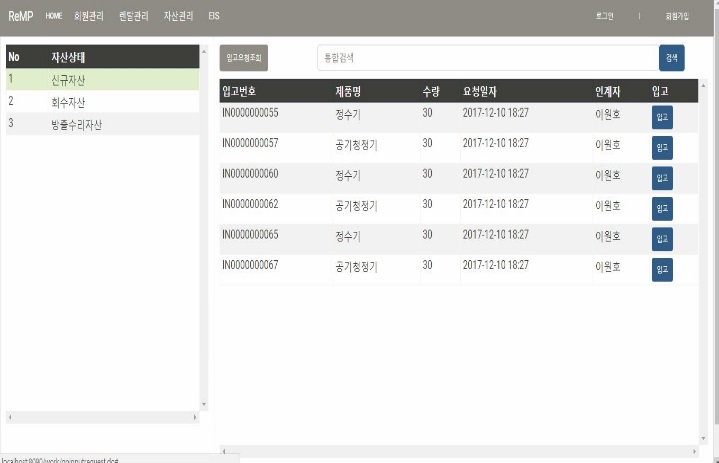 ReMP HOME 회원관리 렌탈관리 자산관리 EIS 로그인 | 회원가입
No 자산상태
1 신규자산
2 회수자산
3 방출수리자산
입고요청조회 통합검색 검색
입고번호 제품명 수량 요청일자 인계자 입고
IN0000000055 정수기 30 2017-12-10 18:27 이원호 입고
IN0000000057 공기청정기 30 2017-12-10 18:27 이원호 입고
IN0000000060 정수기 30 2017-12-10 18:27 이원호 입고
IN0000000062 공기청정기 30 2017-12-10 18:27 이원호 입고
IN0000000065 정수기 30 2017-12-10 18:27 이원호 입고
IN0000000067 공기청정기 30 2017-12-10 18:27 이원호 입고